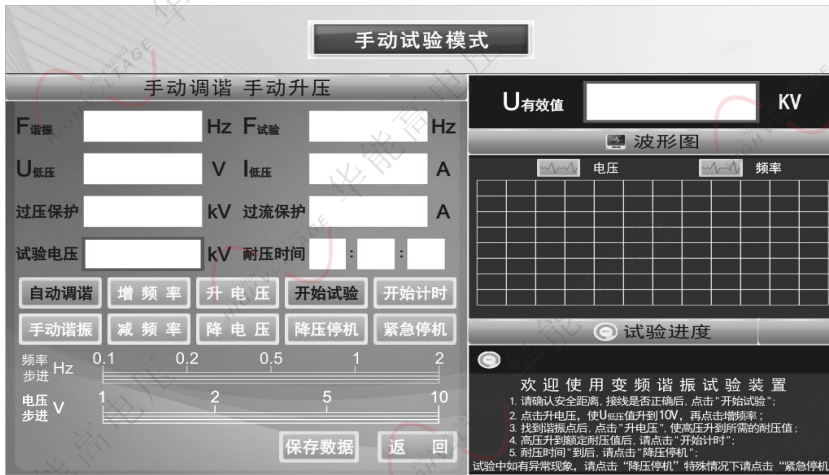 手动试验模式
手动调谐 手动升压
F谐振 Hz F试验 Hz
U低压 V I低压 A
过压保护 kV 过流保护 A
试验电压 kV 耐压时间 : :
自动调谐 增 频 率 升 电 压 开始试验 开始计时
手动谐振 减 频 率 降 电 压 降压停机 紧急停机
频率步进 Hz 0.1 0.2 0.5 1 2
电压步进 V 1 2 5 10
保存数据 返 回
U有效值 KV
波形图
电压 频率
试验进度
欢迎使用变频谐振试验装置
1. 请确认安全距离, 接线是否正确后, 点击"开始试验";
2. 点击升电压, 使U低压值升到10V, 再点击增频率;
3. 找到谐振点后, 点击"升电压", 使高压升到所需的耐压值;
4. 高压升到额定耐压值后, 请点击"开始计时";
5. 耐压时间"到后, 请点击"降压停机";
试验中如有异常现象, 请点击 "降压停机" 特殊情况下请点击 "紧急停机
华能高电压
HIGH VOLTAGE